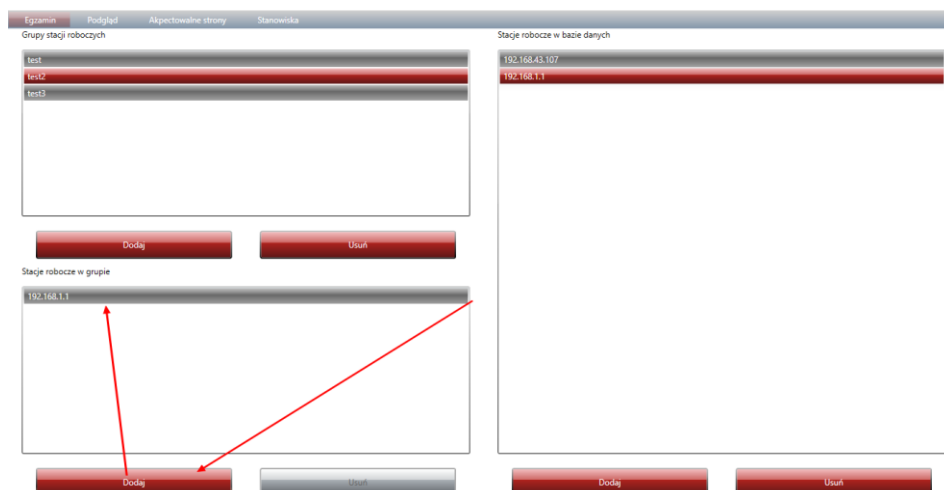 Egzamin Podgląd Akpectowalne strony Stanowiska
Grupy stacji roboczych
test
test2
test3
Dodaj Usuń
Stacje robocze w grupie
192.168.1.1
Dodaj Usuń
Stacje robocze w bazie danych
192.168.43.107
192.168.1.1
Dodaj Usuń